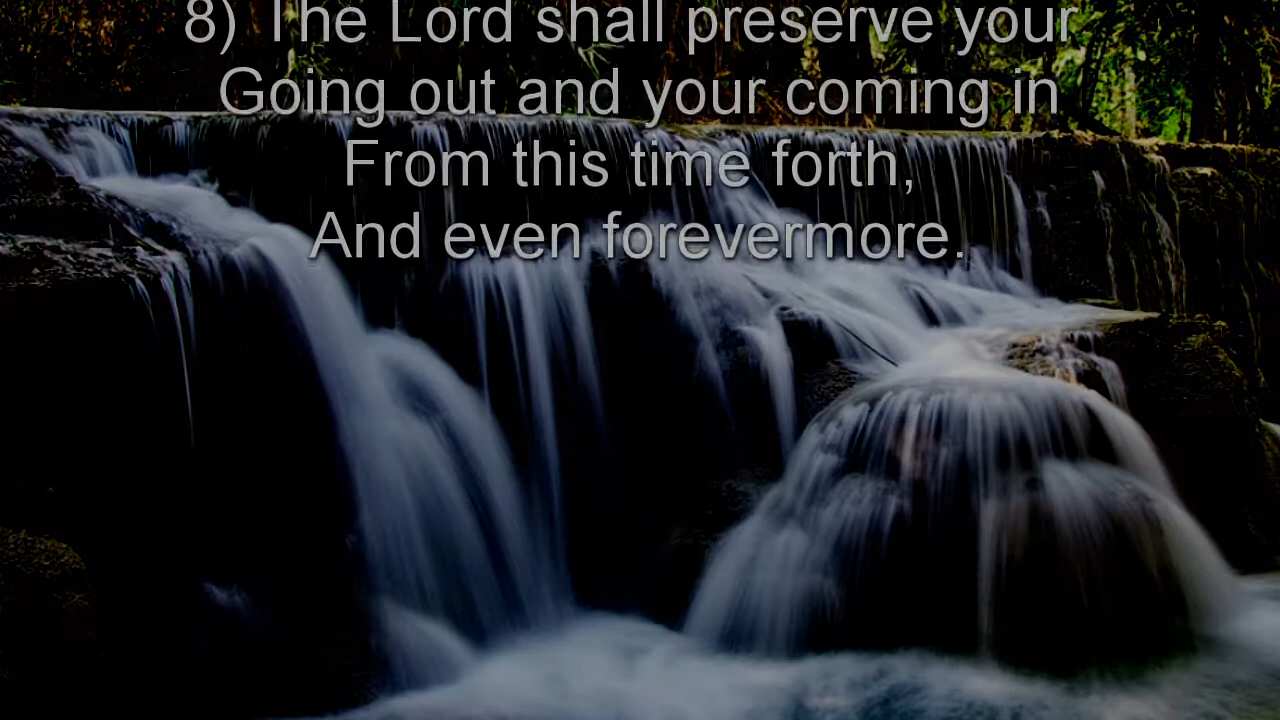 8) The Lord shall preserve your
Going out and your coming in
From this time forth,
And even forevermore.